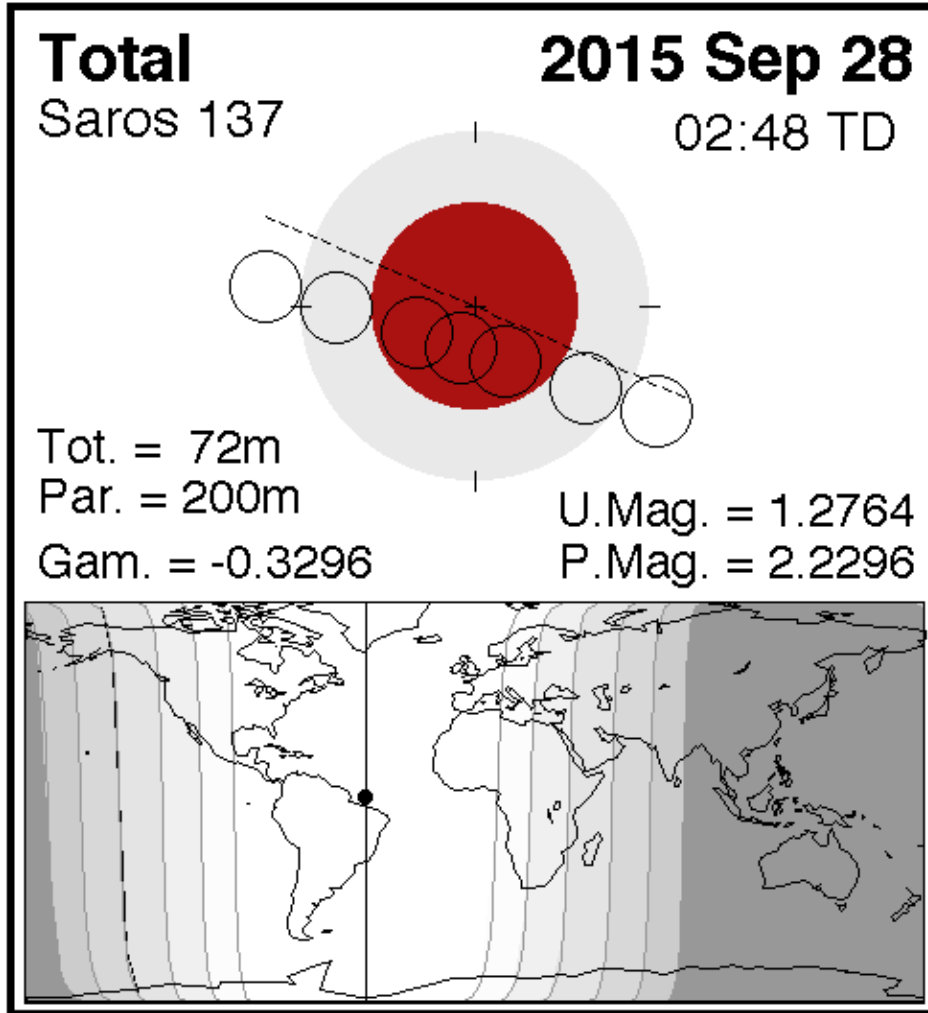 Total
2015 Sep 28
Saros 137
02:48 TD
Tot. = 72m
Par. = 200m
Gam. = -0.3296
U.Mag. = 1.2764
P.Mag. = 2.2296